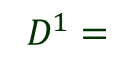 D¹ =